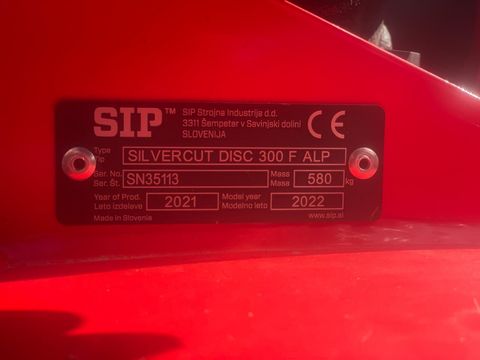 SIP™ SIP Strojna Industrija d.d.
3311 Šempeter v Savinjski dolini
SLOVENIJA
CE
Type
Tip SILVERCUT DISC 300 F ALP
Ser. No. SN35113 Mass 580 kg
Ser. Št. Masa
Year of Prod. 2021 Model year 2022
Leto izdelave Modelno leto
Made in Slovenia www.sip.si